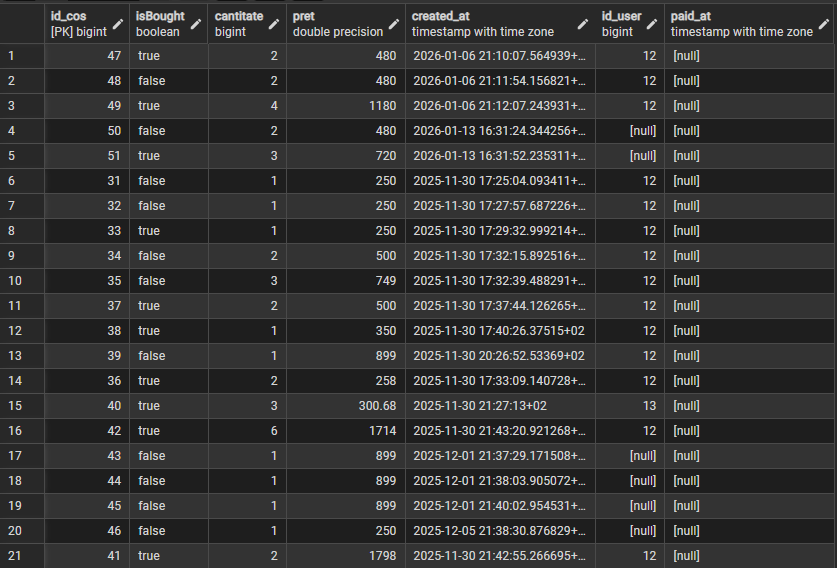 id_cos isBought cantitate pret created_at id_user paid_at
[PK] bigint boolean bigint double precision timestamp with time zone bigint timestamp with time zone
1 47 true 2 480 2026-01-06 21:10:07.564939+... 12 [null]
2 48 false 2 480 2026-01-06 21:11:54.156821+... 12 [null]
3 49 true 4 1180 2026-01-06 21:12:07.243931+... 12 [null]
4 50 false 2 480 2026-01-13 16:31:24.344256+... [null] [null]
5 51 true 3 720 2026-01-13 16:31:52.235311+... [null] [null]
6 31 false 1 250 2025-11-30 17:25:04.093411+... 12 [null]
7 32 false 1 250 2025-11-30 17:27:57.687226+... 12 [null]
8 33 true 1 250 2025-11-30 17:29:32.999214+... 12 [null]
9 34 false 2 500 2025-11-30 17:32:15.892516+... 12 [null]
10 35 false 3 749 2025-11-30 17:32:39.488291+... 12 [null]
11 37 true 2 500 2025-11-30 17:37:44.126265+... 12 [null]
12 38 true 1 350 2025-11-30 17:40:26.37515+02 12 [null]
13 39 false 1 899 2025-11-30 20:26:52.53369+02 12 [null]
14 36 true 2 258 2025-11-30 17:33:09.140728+... 12 [null]
15 40 true 3 300.68 2025-11-30 21:27:13+02 13 [null]
16 42 true 6 1714 2025-11-30 21:43:20.921268+... 12 [null]
17 43 false 1 899 2025-12-01 21:37:29.171508+... [null] [null]
18 44 false 1 899 2025-12-01 21:38:03.905072+... [null] [null]
19 45 false 1 899 2025-12-01 21:40:02.954531+... [null] [null]
20 46 false 1 250 2025-12-05 21:38:30.876829+... [null] [null]
21 41 true 2 1798 2025-11-30 21:42:55.266695+... 12 [null]